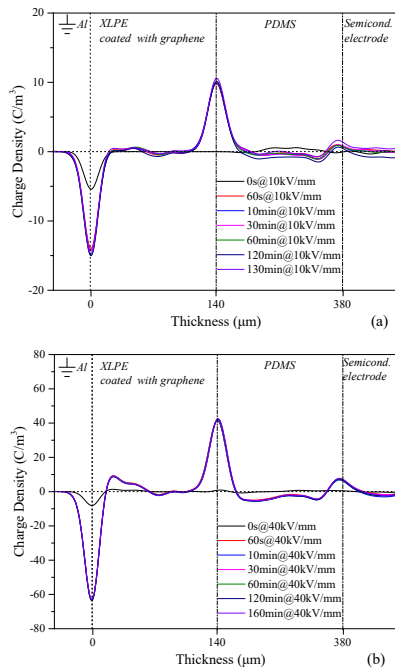 Al
XLPE
coated with graphene
PDMS
Semicond.
electrode
20
10
0
-10
-20
Charge Density (C/m³)
0s@10kV/mm
60s@10kV/mm
10min@10kV/mm
30min@10kV/mm
60min@10kV/mm
120min@10kV/mm
130min@10kV/mm
0
140
380
Thickness (μm)
(a)
Al
XLPE
coated with graphene
PDMS
Semicond.
electrode
80
60
40
20
0
-20
-40
-60
-80
Charge Density (C/m³)
0s@40kV/mm
60s@40kV/mm
10min@40kV/mm
30min@40kV/mm
60min@40kV/mm
120min@40kV/mm
160min@40kV/mm
0
140
380
Thickness (μm)
(b)